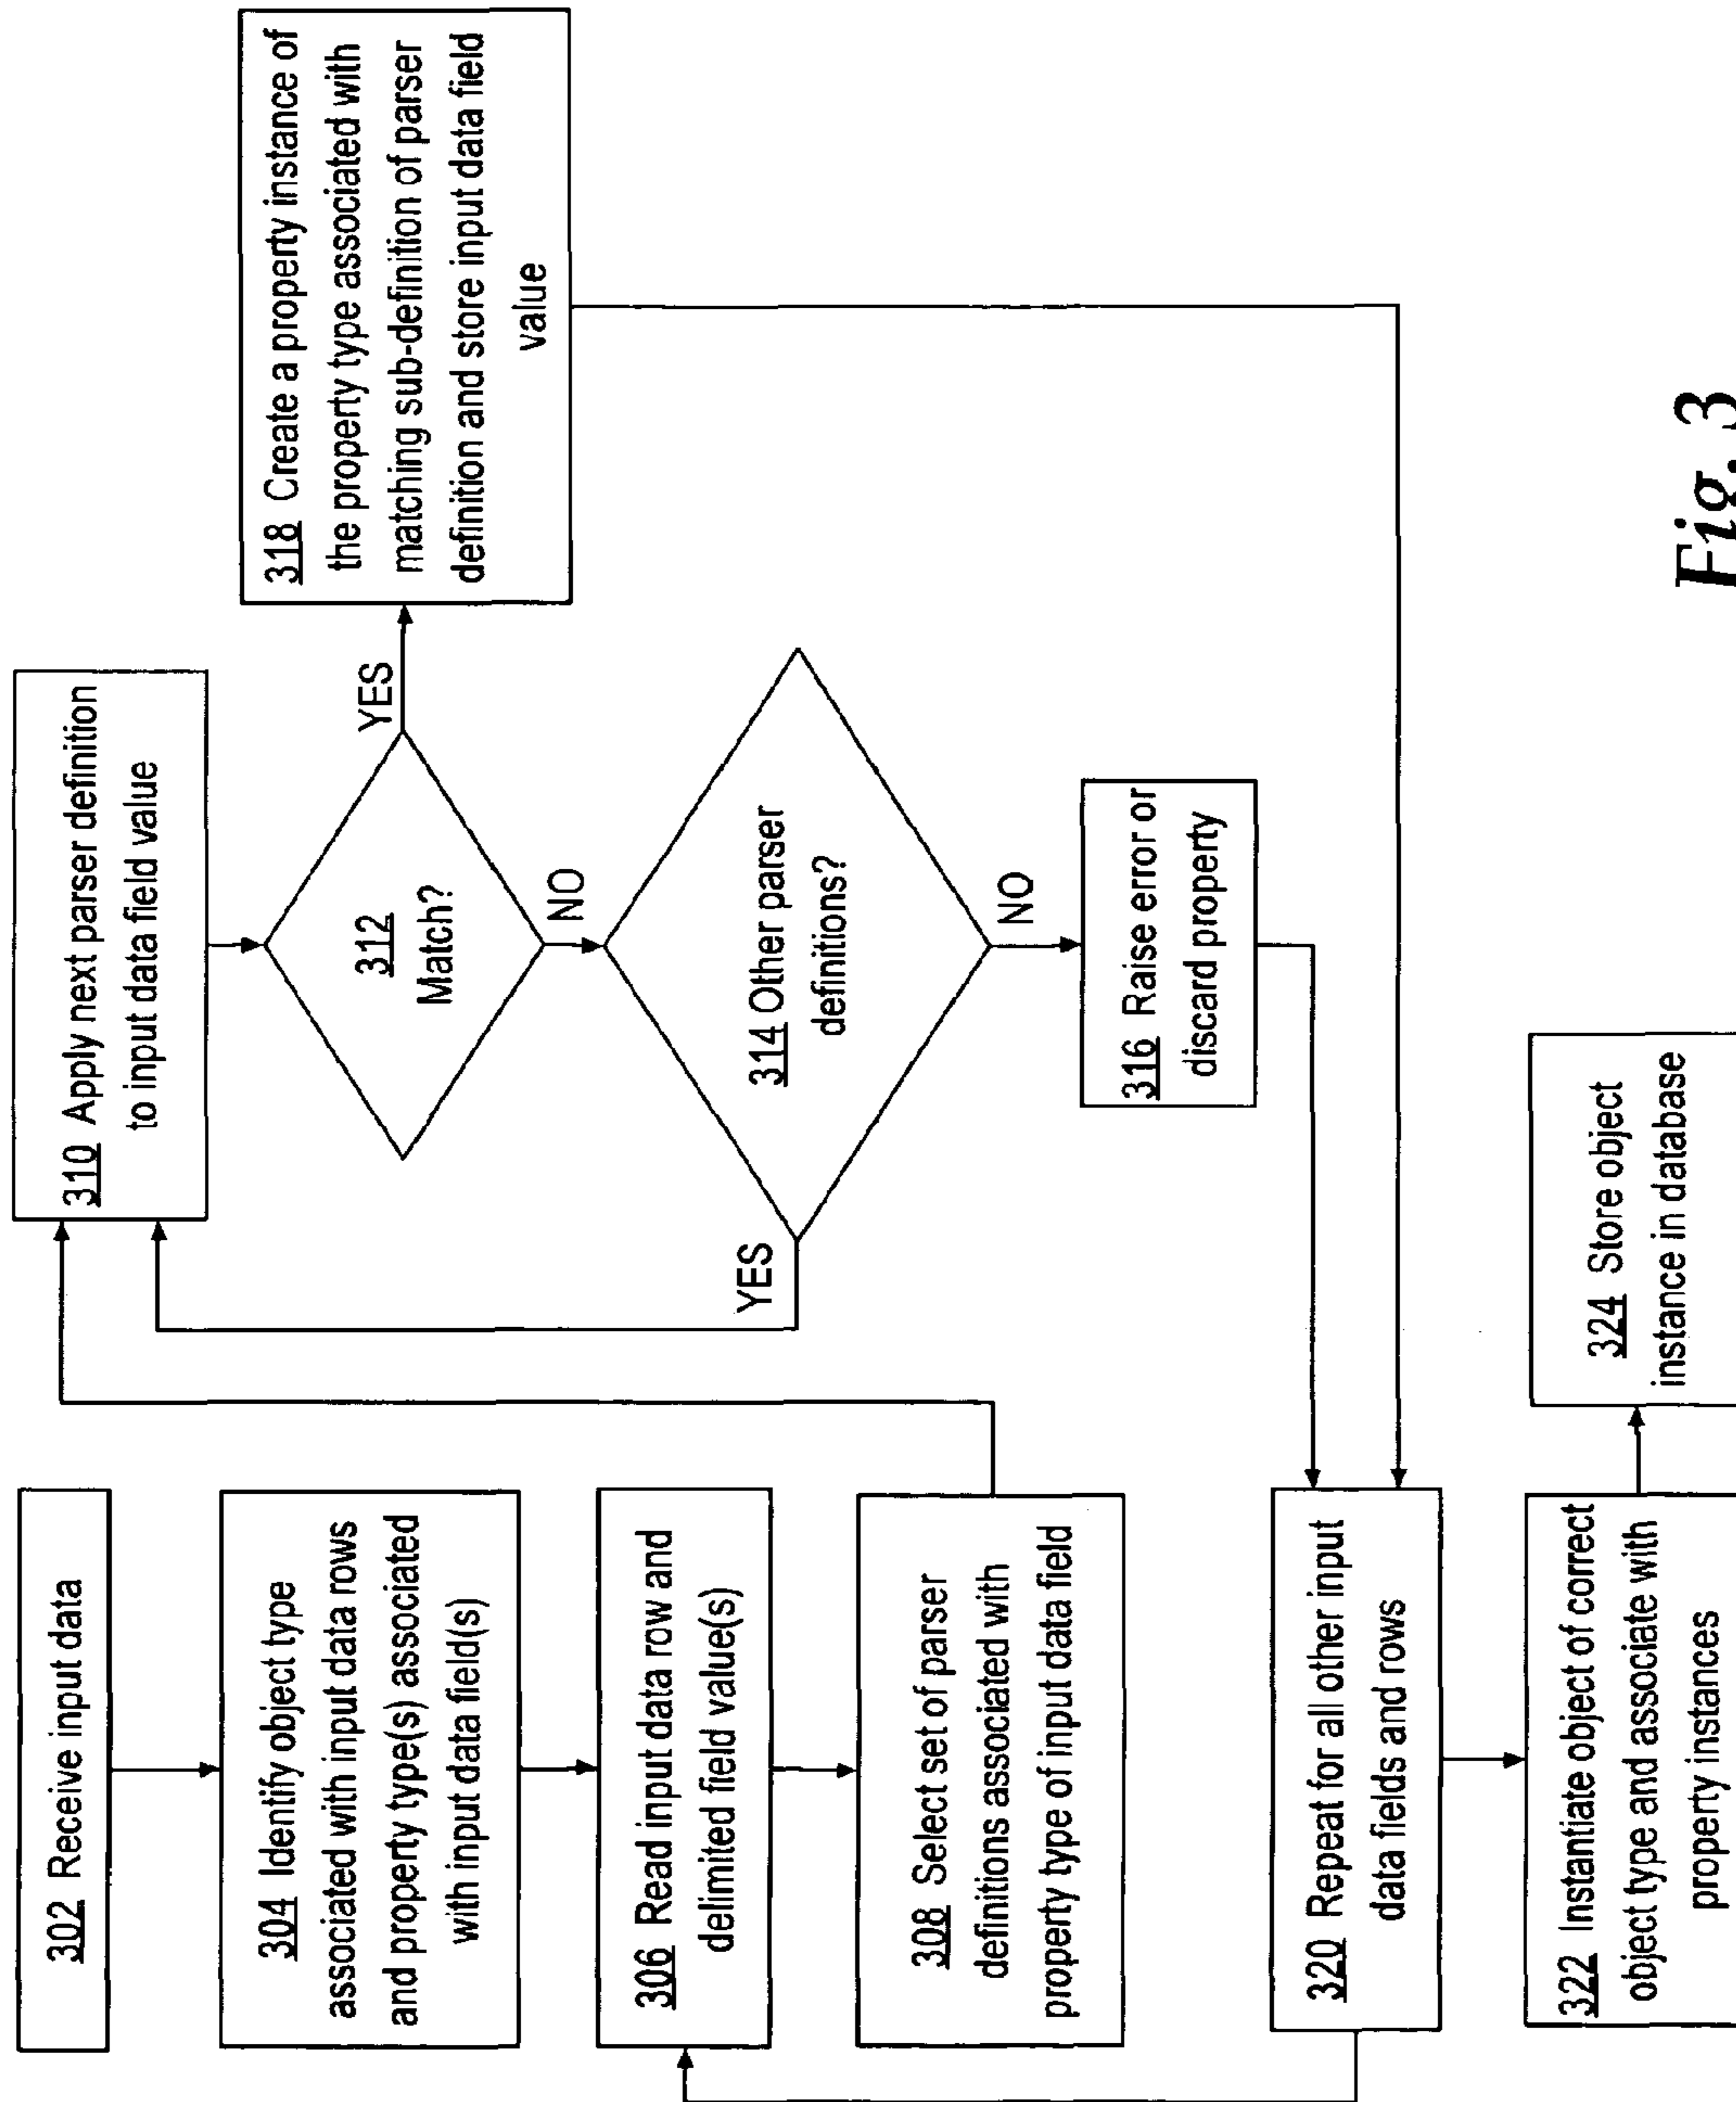 302 Receive input data
304 Identify object type
associated with input data rows
and property type(s) associated
with input data field(s)
306 Read input data row and
delimited field value(s)
308 Select set of parser
definitions associated with
property type of input data field
310 Apply next parser definition
to input data field value
312
Match?
YES
NO
314 Other parser
definitions?
YES
NO
316 Raise error or
discard property
318 Create a property instance of
the property type associated with
matching sub-definition of parser
definition and store input data field
value
320 Repeat for all other input
data fields and rows
322 Instantiate object of correct
object type and associate with
property instances
324 Store object
instance in database
Fig. 3